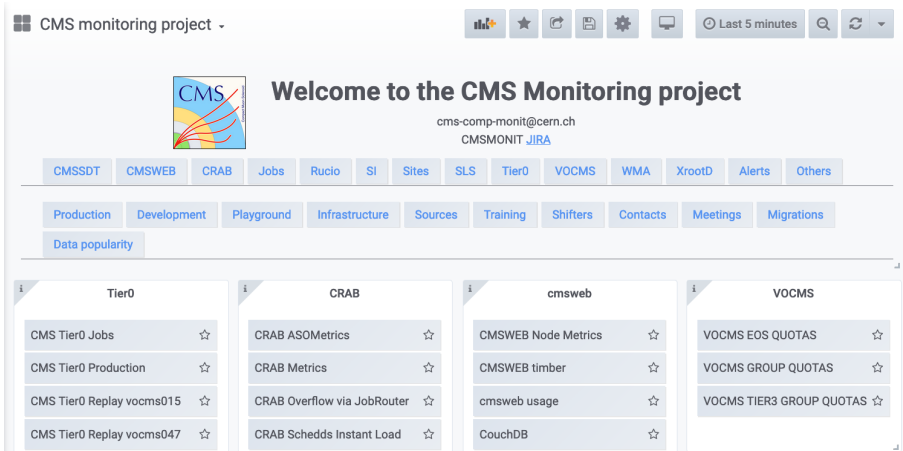 CMS monitoring project
Last 5 minutes
CMS
Welcome to the CMS Monitoring project
cms-comp-monit@cern.ch
CMSMONIT JIRA
CMSSDT CMSWEB CRAB Jobs Rucio SI Sites SLS Tier0 VOCMS WMA XrootD Alerts Others
Production Development Playground Infrastructure Sources Training Shifters Contacts Meetings Migrations
Data popularity
Tier0
CMS Tier0 Jobs
CMS Tier0 Production
CMS Tier0 Replay vocms015
CMS Tier0 Replay vocms047
CRAB
CRAB ASOMetrics
CRAB Metrics
CRAB Overflow via JobRouter
CRAB Schedds Instant Load
cmsweb
CMSWEB Node Metrics
CMSWEB timber
cmsweb usage
CouchDB
VOCMS
VOCMS EOS QUOTAS
VOCMS GROUP QUOTAS
VOCMS TIER3 GROUP QUOTAS